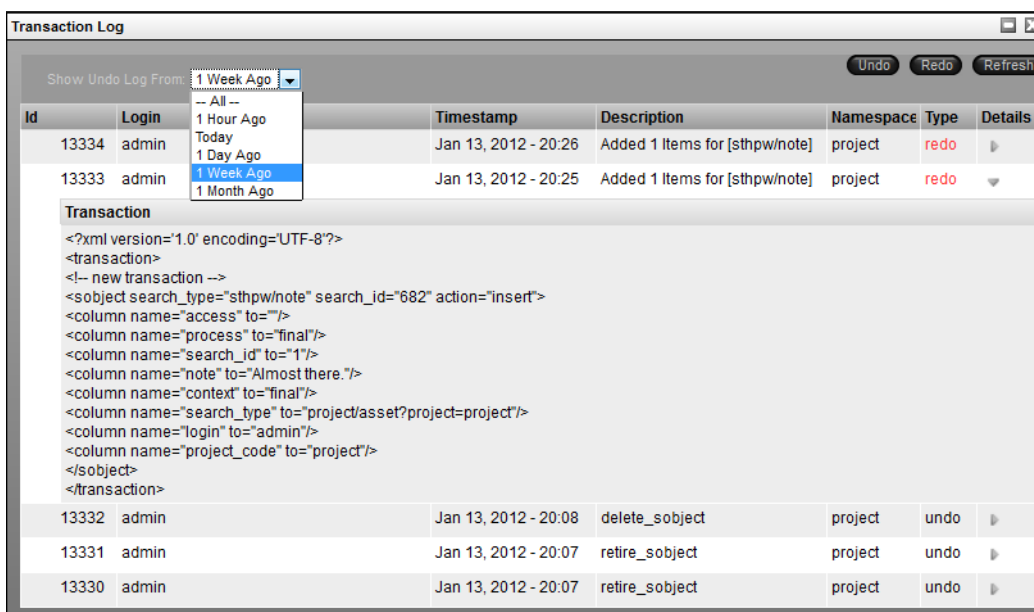 Transaction Log
Show Undo Log From: 1 Week Ago Undo Redo Refresh
-- All --
1 Hour Ago
Today
1 Day Ago
1 Week Ago
1 Month Ago
Id Login Timestamp Description Namespace Type Details
13334 admin Jan 13, 2012 - 20:26 Added 1 Items for [sthpw/note] project redo
13333 admin Jan 13, 2012 - 20:25 Added 1 Items for [sthpw/note] project redo
Transaction
<?xml version='1.0' encoding='UTF-8'?>
<transaction>
<!-- new transaction -->
<sobject search_type="sthpw/note" search_id="682" action="insert">
<column name="access" to=""/>
<column name="process" to="final"/>
<column name="search_id" to="1"/>
<column name="note" to="Almost there."/>
<column name="context" to="final"/>
<column name="search_type" to="project/asset?project=project"/>
<column name="login" to="admin"/>
<column name="project_code" to="project"/>
</sobject>
</transaction>
13332 admin Jan 13, 2012 - 20:08 delete_sobject project undo
13331 admin Jan 13, 2012 - 20:07 retire_sobject project undo
13330 admin Jan 13, 2012 - 20:07 retire_sobject project undo